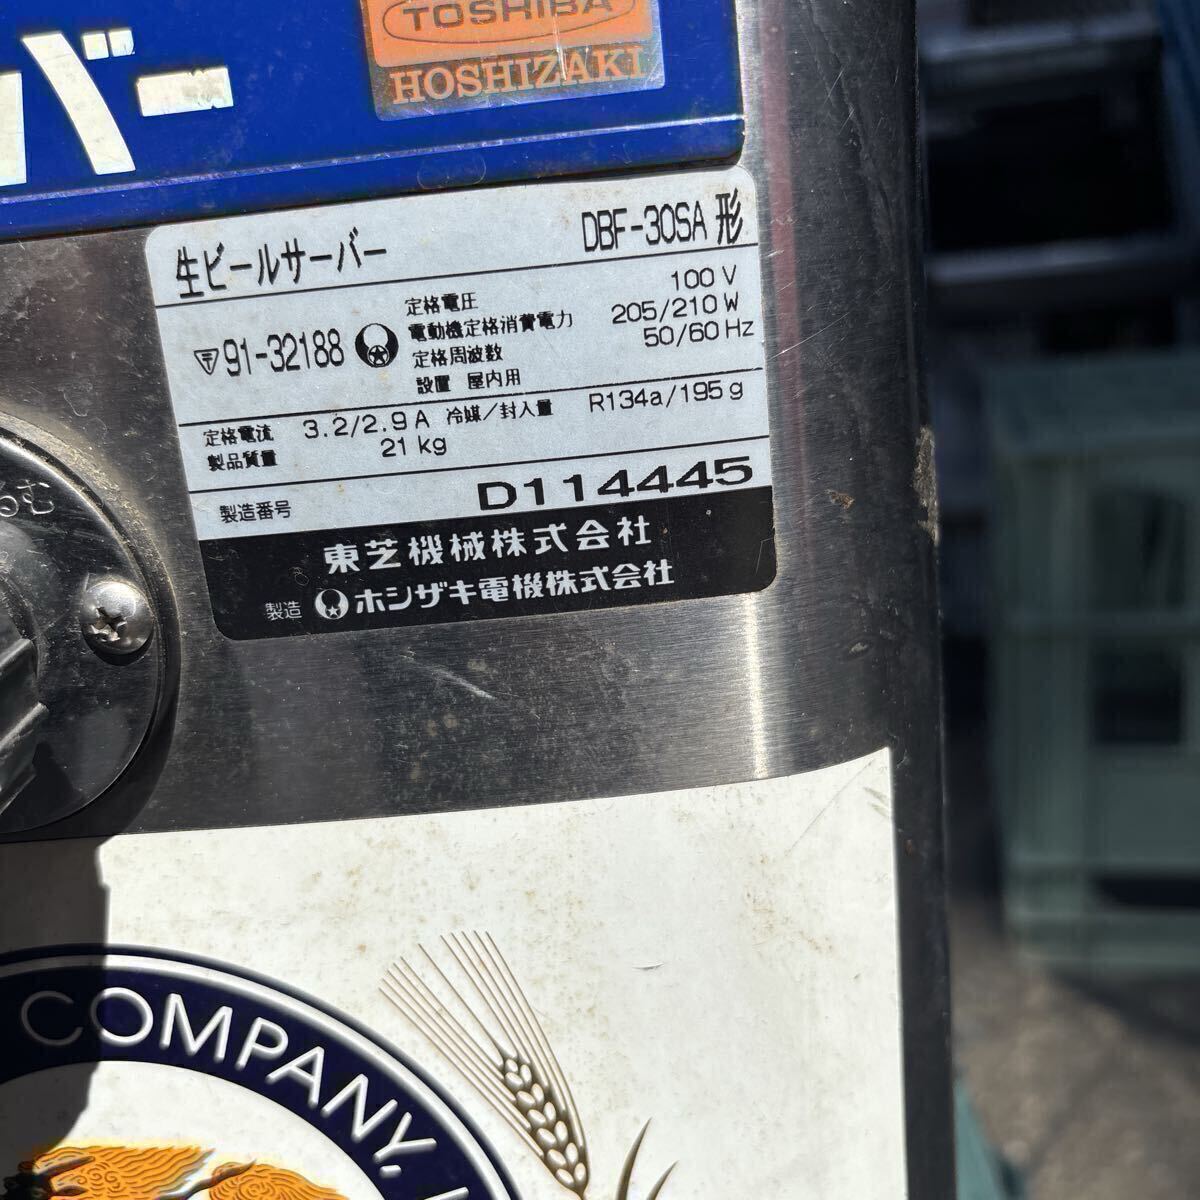 TOSHIBA
HOSHIZAKI
バー
生ビールサーバー DBF-30SA 形
〒91-32188
定格電圧 100 V
電動機定格消費電力 205/210 W
定格周波数 50/60 Hz
設置 屋内用
定格電流 3.2/2.9 A 冷媒/封入量 R134a/195 g
製品質量 21 kg
製造番号 D114445
東芝機械株式会社
製造 ホシザキ電機株式会社
るむ
COMPANY,